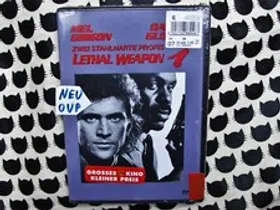 MEL
GIBSON
ZWEI STAHLHARTE PROFIS
LETHAL WEAPON
NEU
OVP
GROSSES KINO
KLEINER PREIS